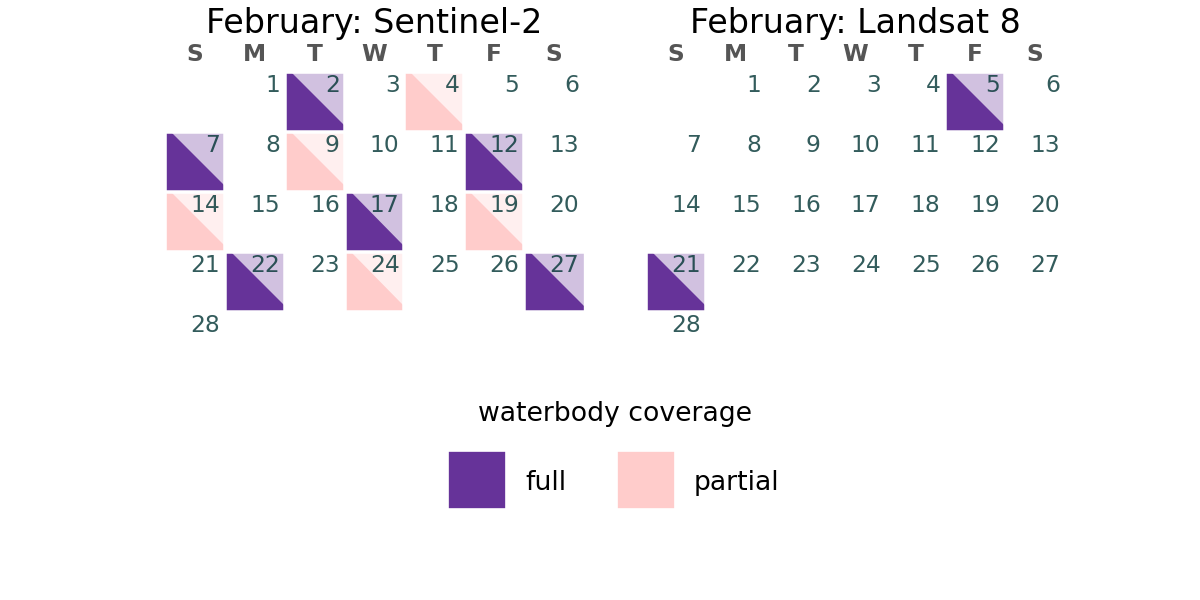 February: Sentinel-2
S M T W T F S
1 2 3 4 5 6
7 8 9 10 11 12 13
14 15 16 17 18 19 20
21 22 23 24 25 26 27
28
February: Landsat 8
S M T W T F S
1 2 3 4 5 6
7 8 9 10 11 12 13
14 15 16 17 18 19 20
21 22 23 24 25 26 27
28
waterbody coverage
full
partial